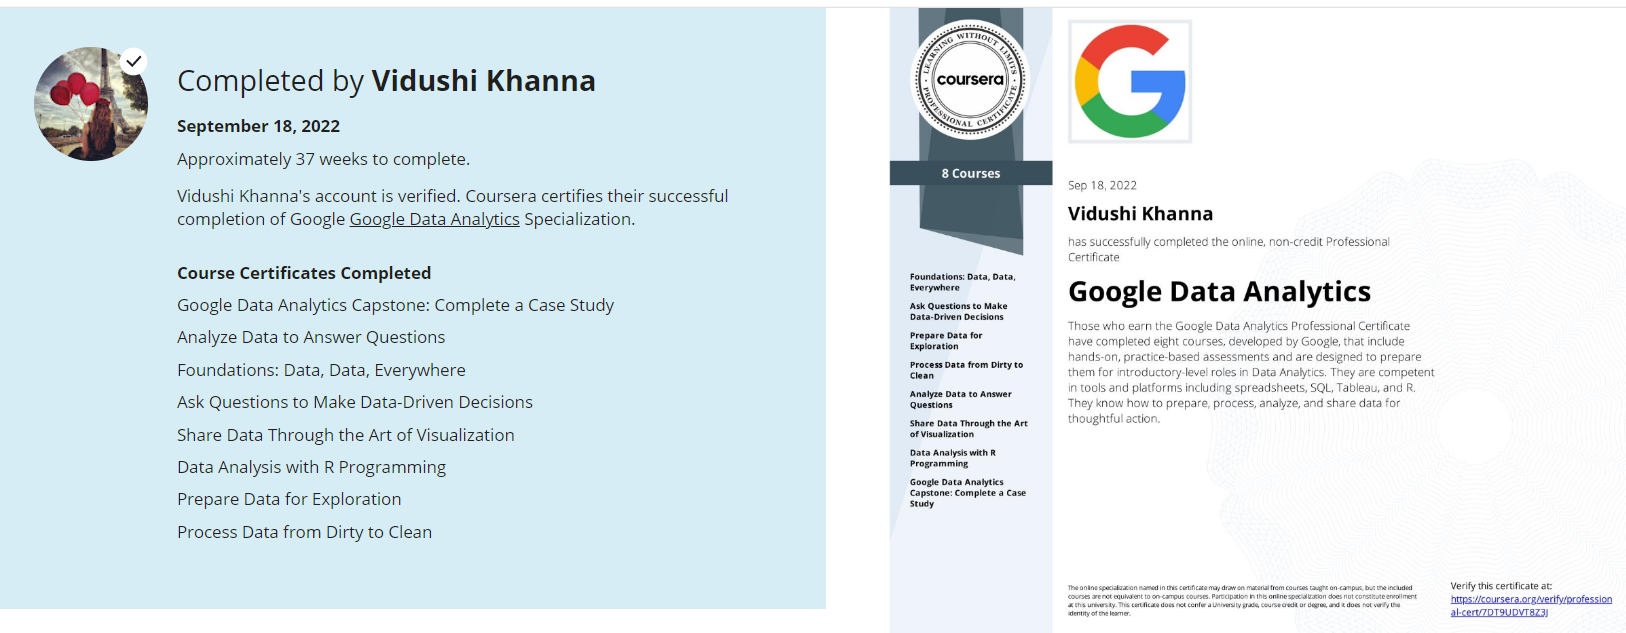 Completed by Vidushi Khanna
September 18, 2022
Approximately 37 weeks to complete.
Vidushi Khanna's account is verified. Coursera certifies their successful
completion of Google Google Data Analytics Specialization.
Course Certificates Completed
Google Data Analytics Capstone: Complete a Case Study
Analyze Data to Answer Questions
Foundations: Data, Data, Everywhere
Ask Questions to Make Data-Driven Decisions
Share Data Through the Art of Visualization
Data Analysis with R Programming
Prepare Data for Exploration
Process Data from Dirty to Clean
LEARNING WITHOUT LIMITS
coursera
PROFESSIONAL CERTIFICATE
8 Courses
Foundations: Data, Data,
Everywhere
Ask Questions to Make
Data-Driven Decisions
Prepare Data for
Exploration
Process Data from Dirty to
Clean
Analyze Data to Answer
Questions
Share Data Through the Art
of Visualization
Data Analysis with R
Programming
Google Data Analytics
Capstone: Complete a Case
Study
G
Sep 18, 2022
Vidushi Khanna
has successfully completed the online, non-credit Professional
Certificate
Google Data Analytics
Those who earn the Google Data Analytics Professional Certificate
have completed eight courses, developed by Google, that include
hands-on, practice-based assessments and are designed to prepare
them for introductory-level roles in Data Analytics. They are competent
in tools and platforms including spreadsheets, SQL, Tableau, and R.
They know how to prepare, process, analyze, and share data for
thoughtful action.
The online specialization named in this certificate may draw on material from courses taught on-campus, but the included
courses are not equivalent to on-campus courses. Participation in this online specialization does not constitute enrollment
at this university. This certificate does not confer a University grade, course credit or degree, and it does not verify the
identity of the learner.
Verify this certificate at:
https://coursera.org/verify/profession
al-cert/7DT9UDVT8Z3J